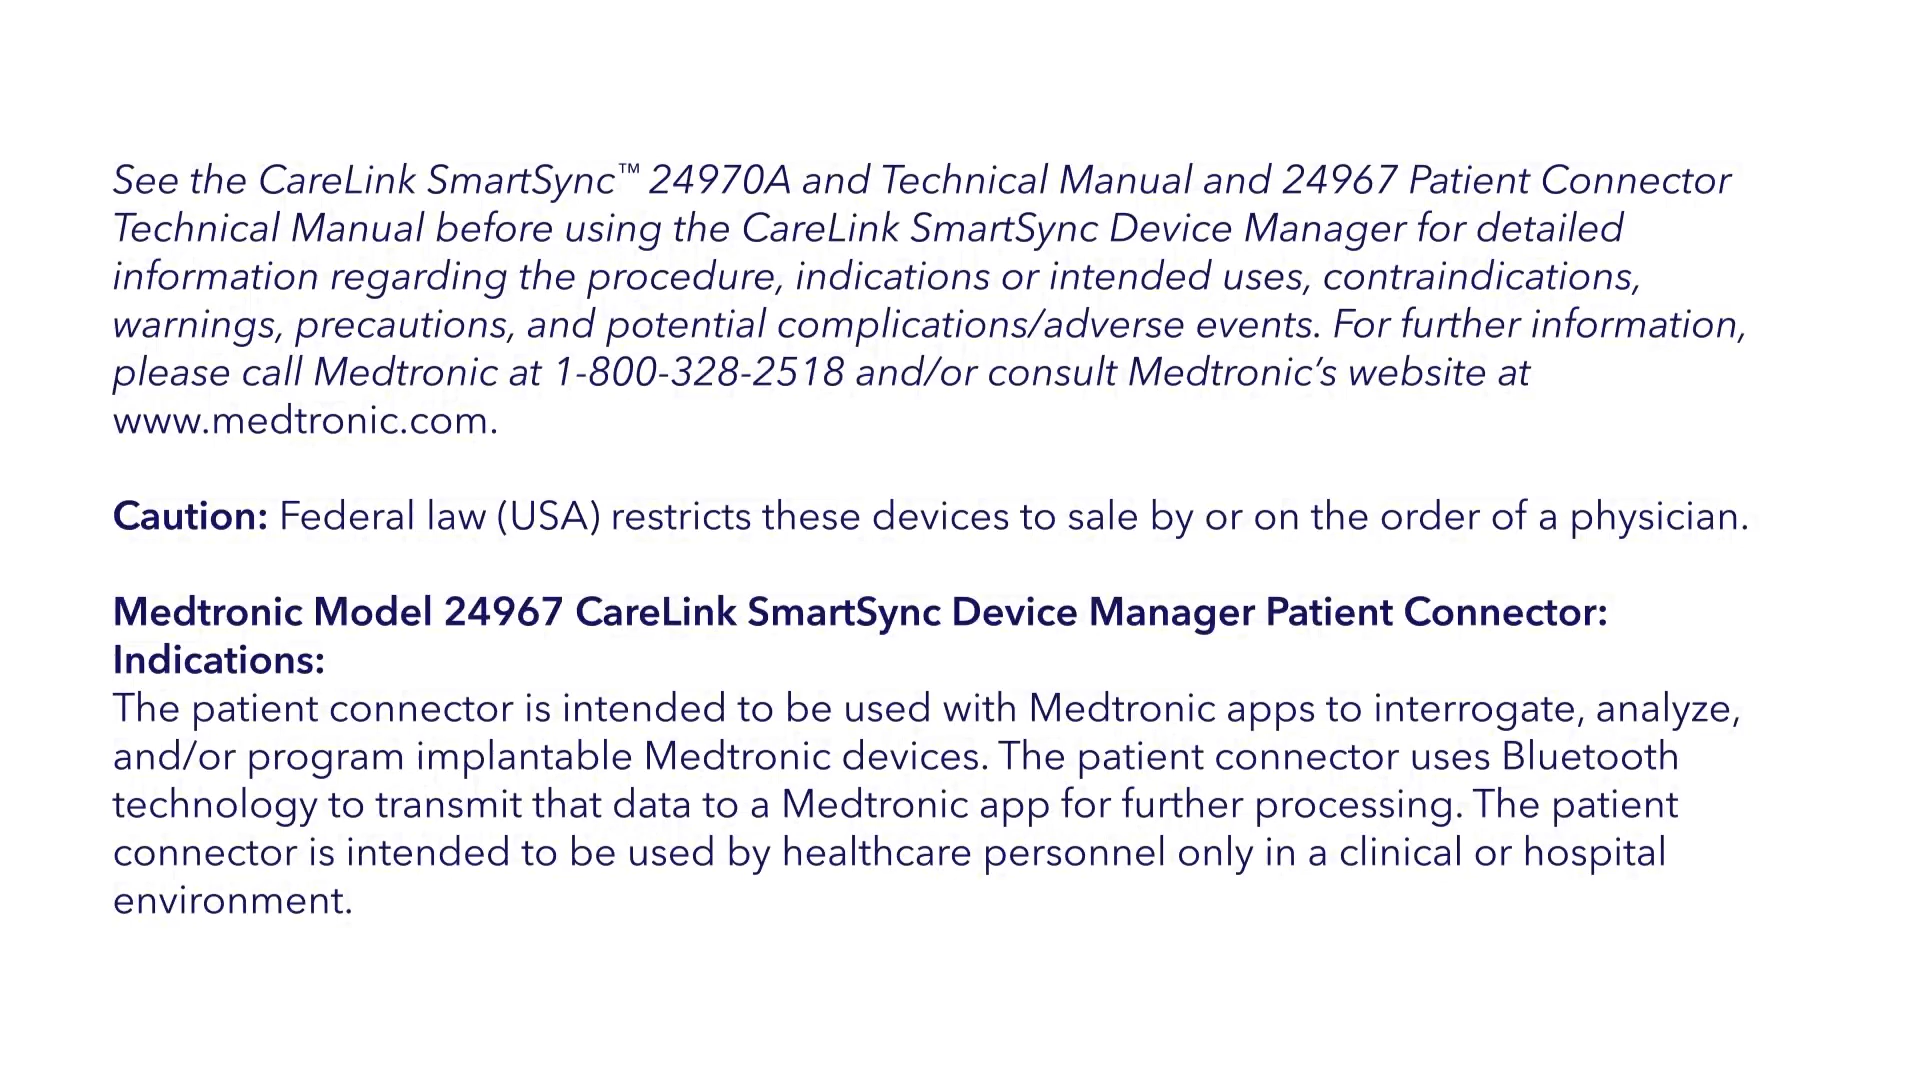 See the CareLink SmartSync™ 24970A and Technical Manual and 24967 Patient Connector
Technical Manual before using the CareLink SmartSync Device Manager for detailed
information regarding the procedure, indications or intended uses, contraindications,
warnings, precautions, and potential complications/adverse events. For further information,
please call Medtronic at 1-800-328-2518 and/or consult Medtronic’s website at
www.medtronic.com.
Caution: Federal law (USA) restricts these devices to sale by or on the order of a physician.
Medtronic Model 24967 CareLink SmartSync Device Manager Patient Connector:
Indications:
The patient connector is intended to be used with Medtronic apps to interrogate, analyze,
and/or program implantable Medtronic devices. The patient connector uses Bluetooth
technology to transmit that data to a Medtronic app for further processing. The patient
connector is intended to be used by healthcare personnel only in a clinical or hospital
environment.